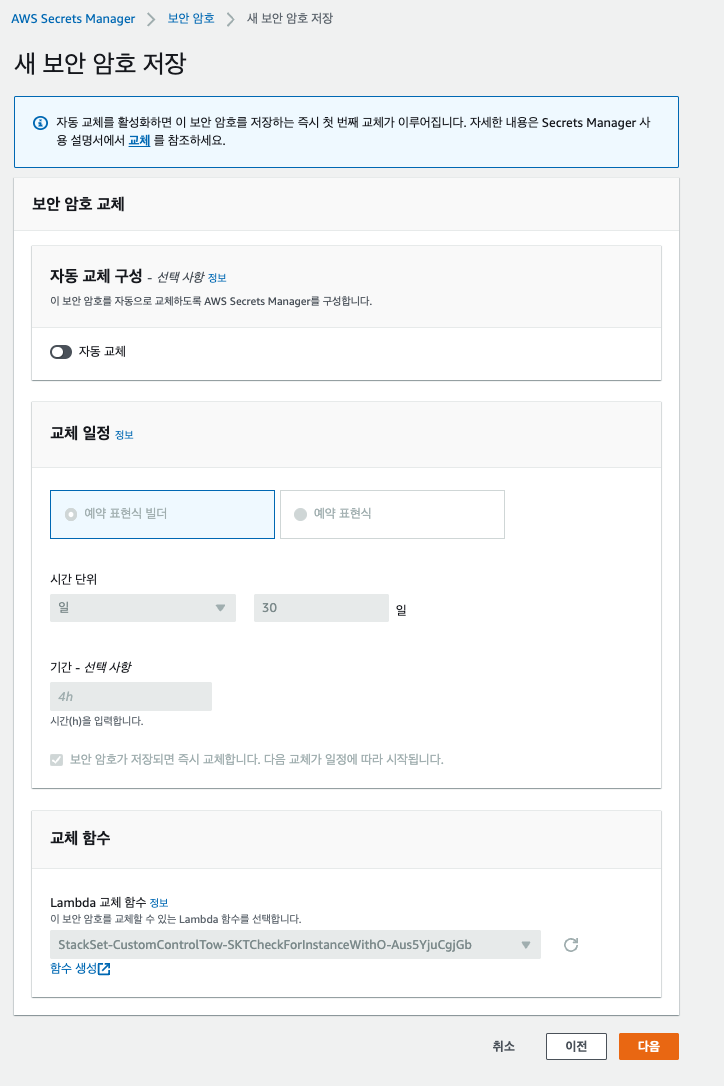 AWS Secrets Manager > 보안 암호 > 새 보안 암호 저장
새 보안 암호 저장
자동 교체를 활성화하면 이 보안 암호를 저장하는 즉시 첫 번째 교체가 이루어집니다. 자세한 내용은 Secrets Manager 사
용 설명서에서 교체 를 참조하세요.
보안 암호 교체
자동 교체 구성 - 선택 사항 정보
이 보안 암호를 자동으로 교체하도록 AWS Secrets Manager를 구성합니다.
자동 교체
교체 일정 정보
예약 표현식 빌더 예약 표현식
시간 단위
일 30 일
기간 - 선택 사항
4h
시간(h)을 입력합니다.
보안 암호가 저장되면 즉시 교체합니다. 다음 교체가 일정에 따라 시작됩니다.
교체 함수
Lambda 교체 함수 정보
이 보안 암호를 교체할 수 있는 Lambda 함수를 선택합니다.
StackSet-CustomControlTow-SKTCheckForInstanceWithO-Aus5YjuCgjGb
함수 생성
취소 이전 다음